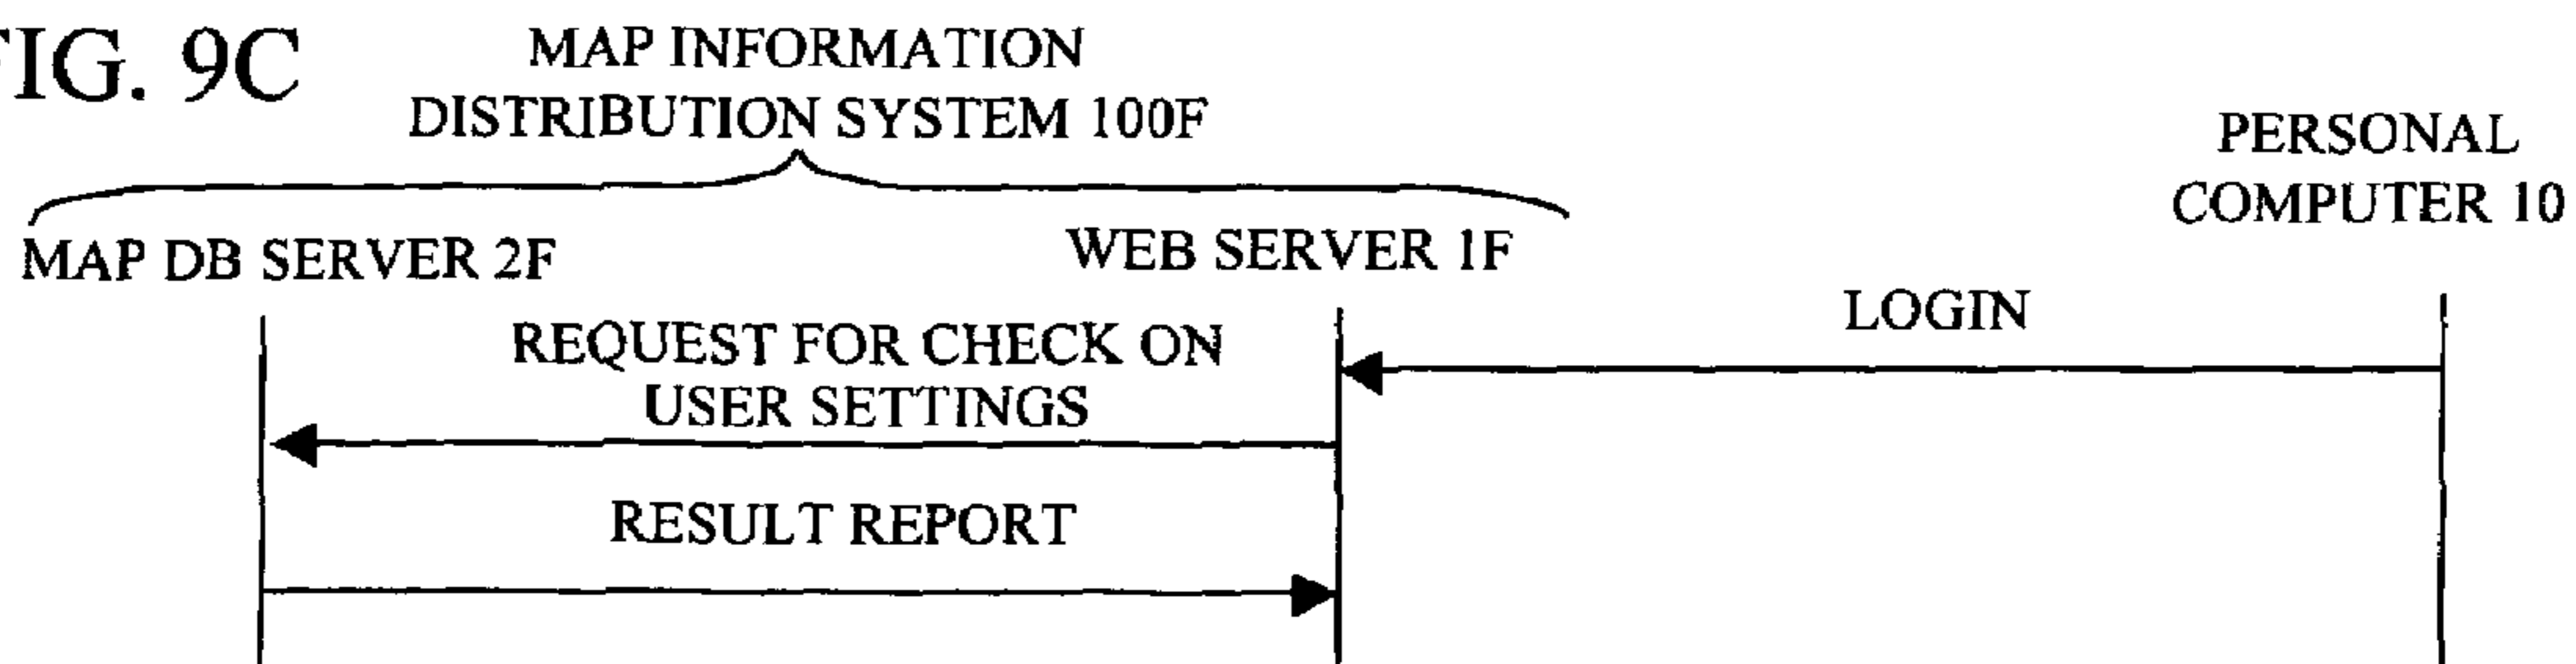 FIG. 9C
MAP INFORMATION
DISTRIBUTION SYSTEM 100F
PERSONAL
COMPUTER 10
MAP DB SERVER 2F
WEB SERVER 1F
LOGIN
REQUEST FOR CHECK ON
USER SETTINGS
RESULT REPORT